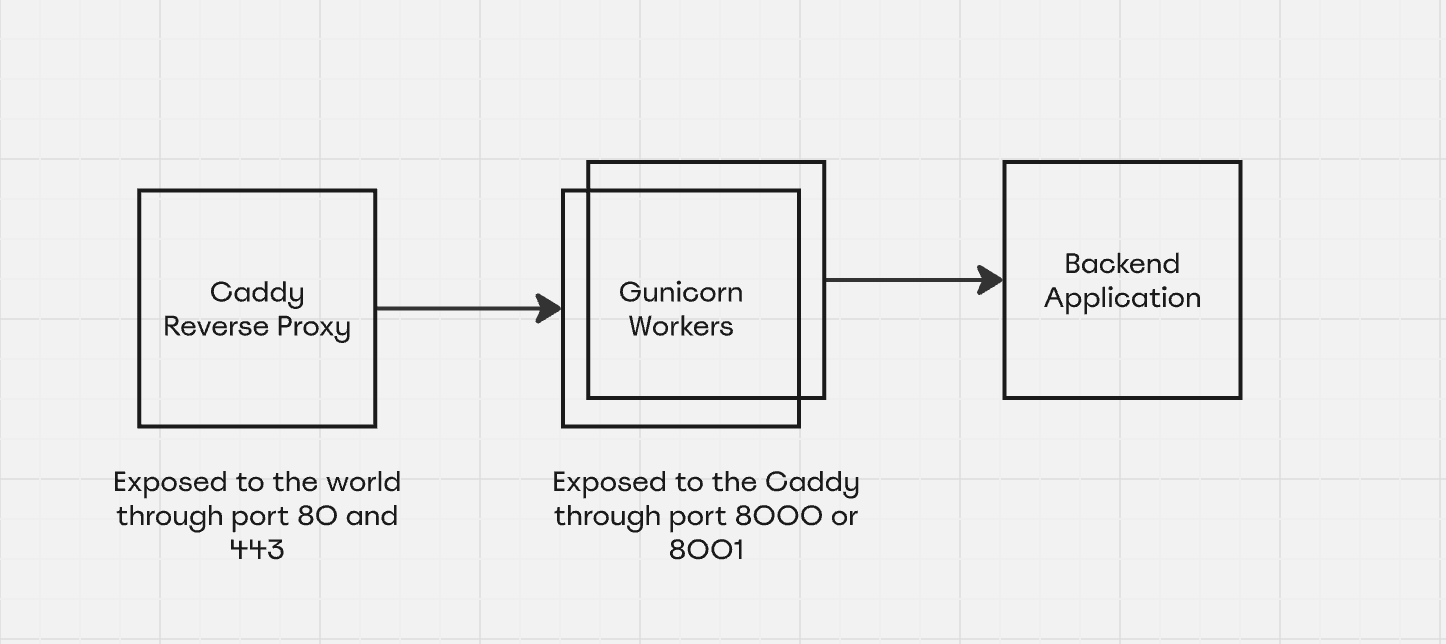 Caddy
Reverse Proxy
Gunicorn
Workers
Backend
Application
Exposed to the world
through port 80 and
443
Exposed to the Caddy
through port 8000 or
8001